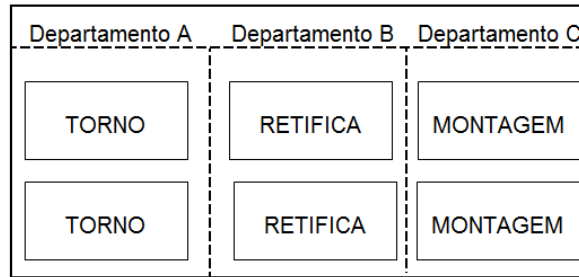 Departamento A Departamento B Departamento C
TORNO RETIFICA MONTAGEM
TORNO RETIFICA MONTAGEM